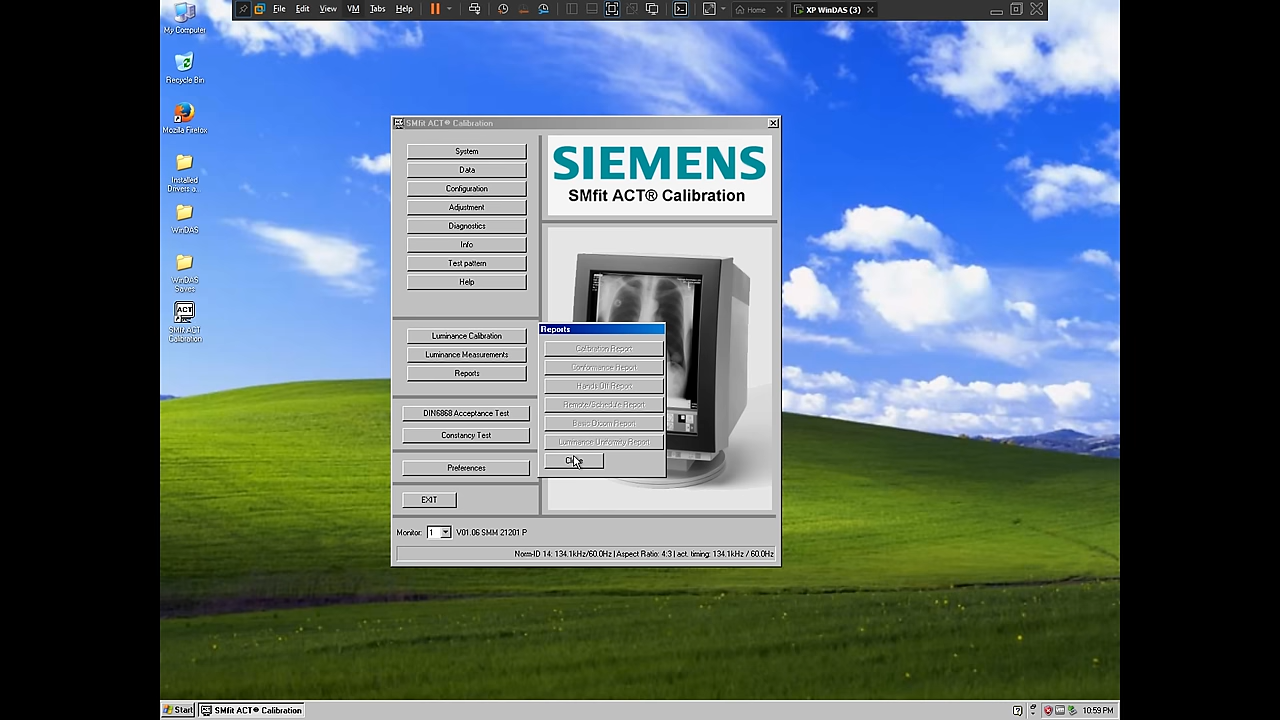 File Edit View VM Tabs Help
Home
XP WinDAS (3)
My Computer
Recycle Bin
Mozilla Firefox
Installed
Drivers a...
WinDAS
WinDAS
Saves
ACT
SMfit ACT
Calibration
SMfit ACT® Calibration
System
Data
Configuration
Adjustment
Diagnostics
Info
Test pattern
Help
Luminance Calibration
Luminance Measurements
Reports
DIN6868 Acceptance Test
Constancy Test
Preferences
EXIT
SIEMENS
SMfit ACT® Calibration
Reports
Calibration Report
Conformance Report
Hands Off Report
Remote/Schedule Report
Basic Dicom Report
Luminance Uniformity Report
Close
Monitor: 1 V01.06 SMM 21201 P
Norm-ID 14: 134.1kHz/60.0Hz | Aspect Ratio: 4:3 | act. timing: 134.1kHz / 60.0Hz
Start
SMfit ACT® Calibration
10:59 PM